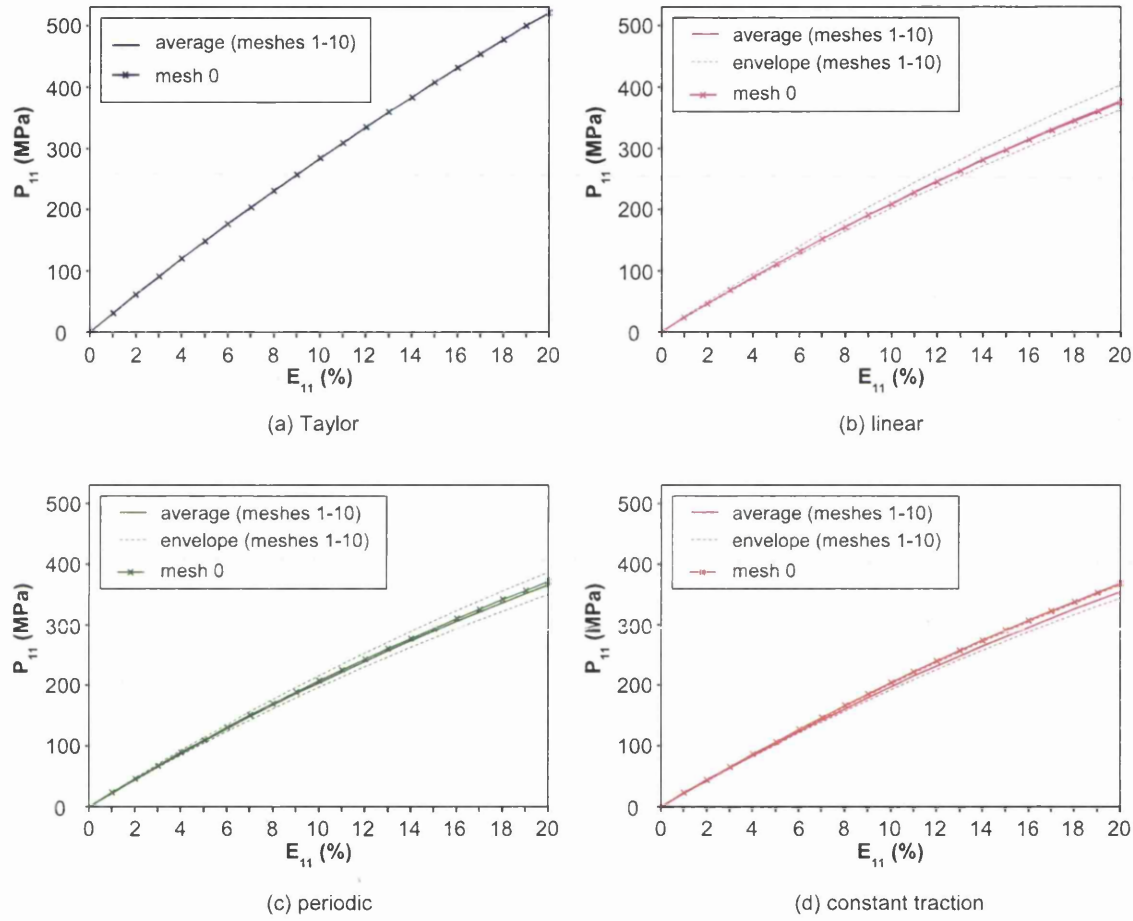 500
400
300
200
100
0
P11 (MPa)
average (meshes 1-10)
mesh 0
0 2 4 6 8 10 12 14 16 18 20
E11 (%)
(a) Taylor
500
400
300
200
100
0
P11 (MPa)
average (meshes 1-10)
envelope (meshes 1-10)
mesh 0
0 2 4 6 8 10 12 14 16 18 20
E11 (%)
(b) linear
500
400
300
200
100
0
P11 (MPa)
average (meshes 1-10)
envelope (meshes 1-10)
mesh 0
0 2 4 6 8 10 12 14 16 18 20
E11 (%)
(c) periodic
500
400
300
200
100
0
P11 (MPa)
average (meshes 1-10)
envelope (meshes 1-10)
mesh 0
0 2 4 6 8 10 12 14 16 18 20
E11 (%)
(d) constant traction